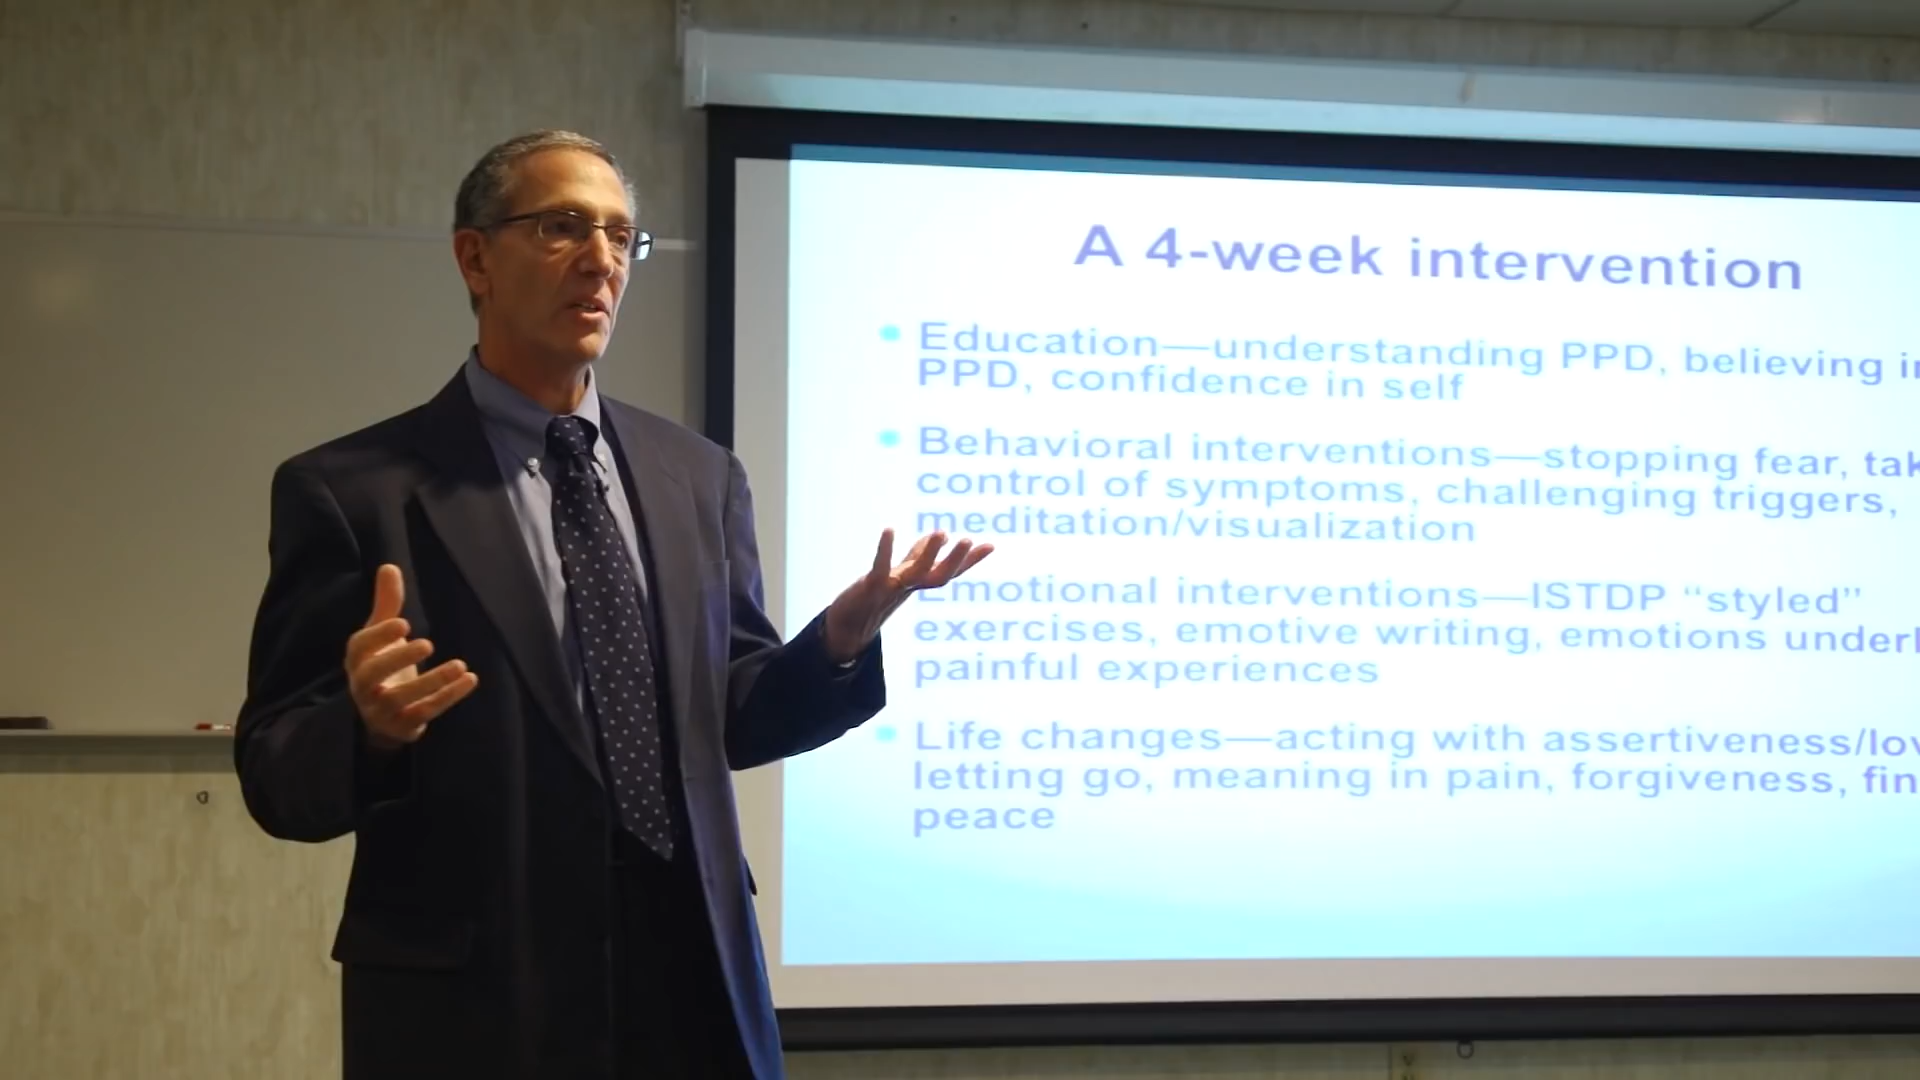 A 4-week intervention
Education—understanding PPD, believing in
PPD, confidence in self
Behavioral interventions—stopping fear, tak
control of symptoms, challenging triggers,
meditation/visualization
Emotional interventions—ISTDP “styled”
exercises, emotive writing, emotions underl
painful experiences
Life changes—acting with assertiveness/lov
letting go, meaning in pain, forgiveness, fin
peace